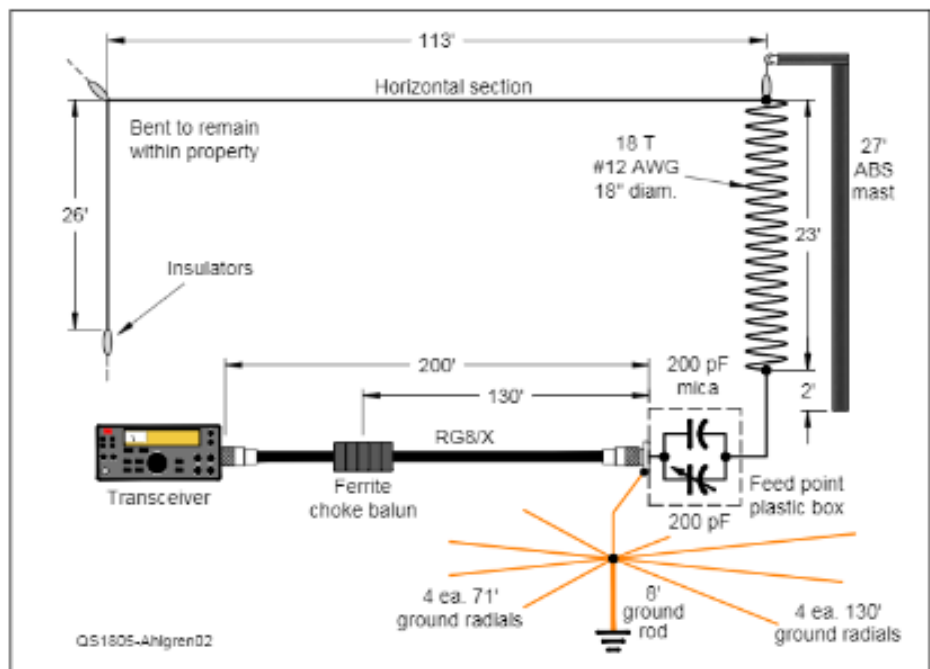 113'
Horizontal section
Bent to remain
within property
18 T
#12 AWG
18" diam.
27'
ABS
mast
26'
23'
Insulators
200'
200 pF
mica
2'
130'
RG8/X
Transceiver
Ferrite
choke balun
Feed point
plastic box
200 pF
4 ea. 71'
ground radials
8'
ground
rod
4 ea. 130'
ground radials
QS1805-Ahlgren02